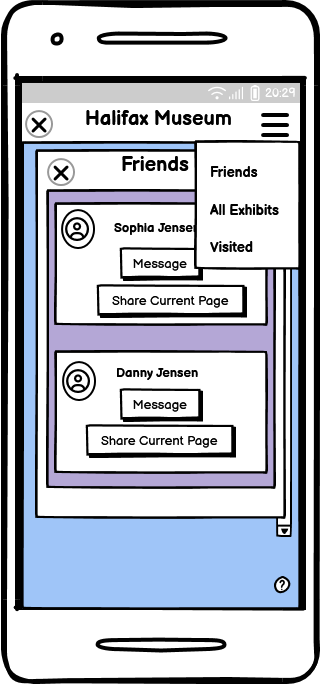 20:29
Halifax Museum
Friends
Friends
All Exhibits
Visited
Sophia Jensen
Message
Share Current Page
Danny Jensen
Message
Share Current Page
?